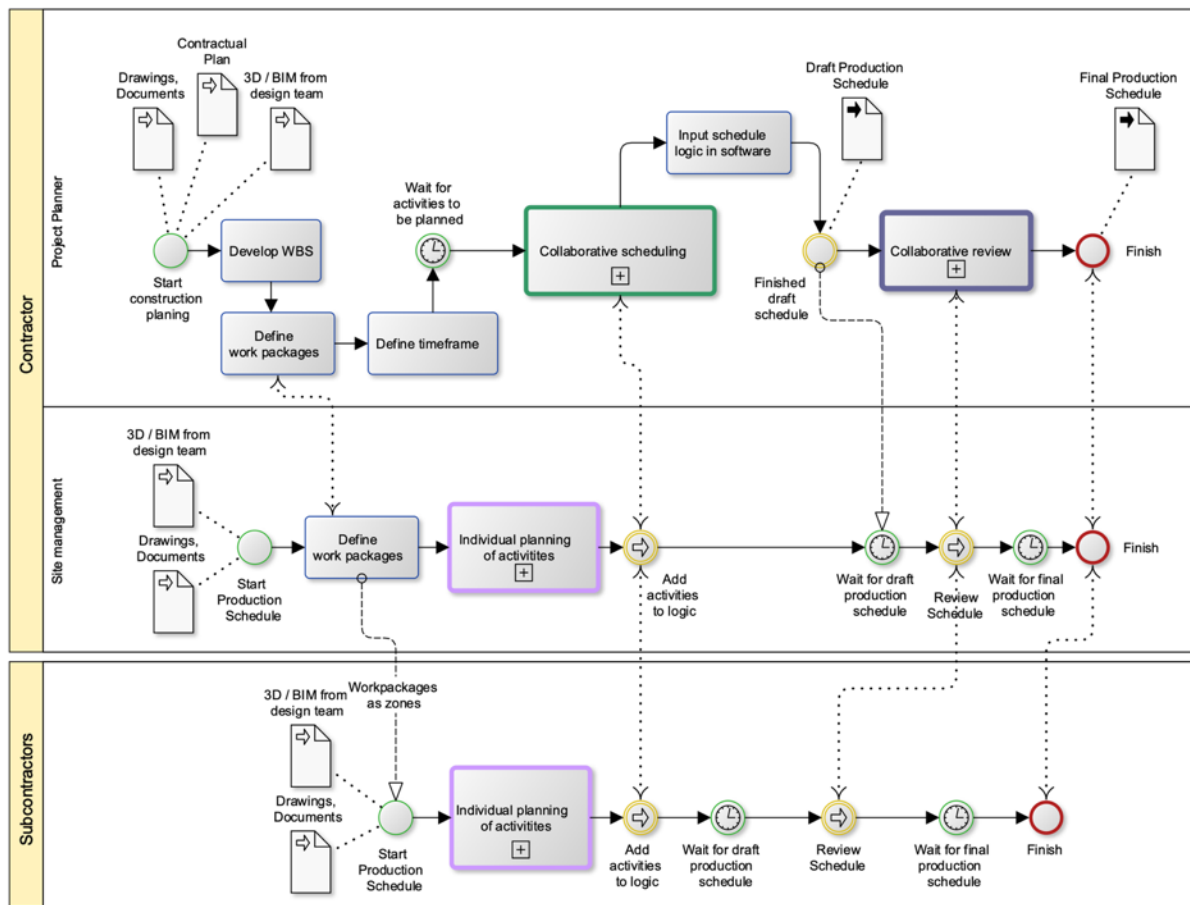 Contractor
Project Planner
Contractual
Plan
Drawings,
Documents
3D / BIM from
design team
Start
construction
planing
Develop WBS
Define
work packages
Define timeframe
Wait for
activities to
be planned
Collaborative scheduling
Input schedule
logic in software
Draft Production
Schedule
Finished
draft
schedule
Collaborative review
Final Production
Schedule
Finish
Site management
3D / BIM from
design team
Drawings,
Documents
Start
Production
Schedule
Define
work packages
Individual planning
of activitites
Add
activities
to logic
Wait for draft
production
schedule
Review
Schedule
Wait for final
production
schedule
Finish
Subcontractors
Workpackages
as zones
3D / BIM from
design team
Drawings,
Documents
Start
Production
Schedule
Individual planning
of activitites
Add
activities
to logic
Wait for draft
production
schedule
Review
Schedule
Wait for final
production
schedule
Finish